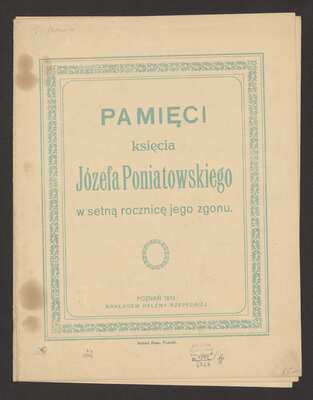 PAMIĘCI
księcia
Józefa Poniatowskiego
w setną rocznicę jego zgonu.
POZNAŃ 1913.
NAKŁADEM HELENY RZEPECKIEJ.